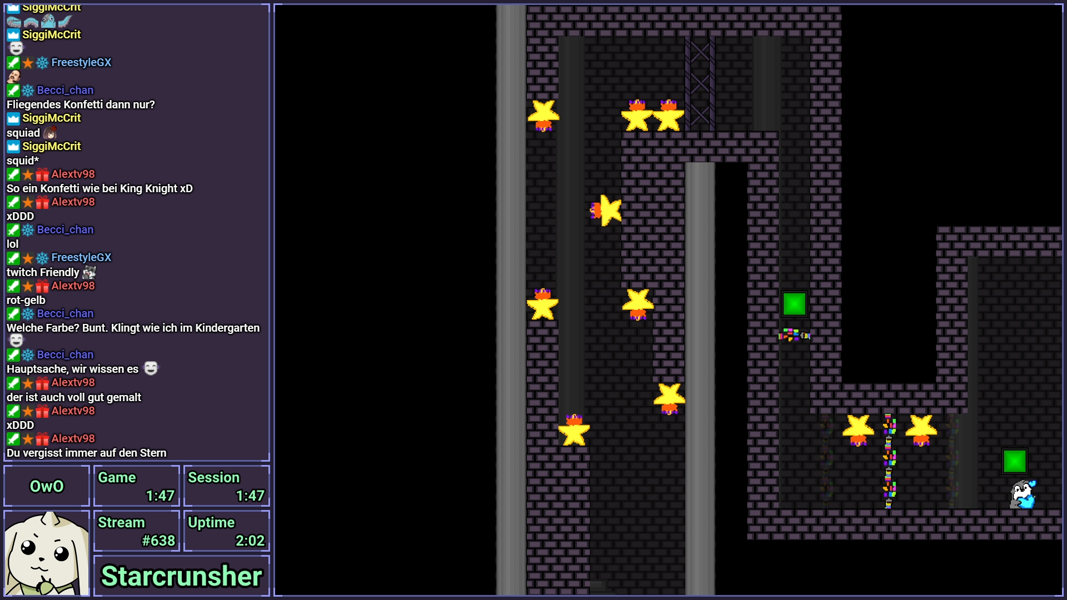 SiggiMcCrit
SiggiMcCrit
FreestyleGX
Becci_chan
Fliegendes Konfetti dann nur?
SiggiMcCrit
squiad
SiggiMcCrit
squid*
Alextv98
So ein Konfetti wie bei King Knight xD
Alextv98
xDDD
Becci_chan
lol
FreestyleGX
twitch Friendly
Alextv98
rot-gelb
Becci_chan
Welche Farbe? Bunt. Klingt wie ich im Kindergarten
Becci_chan
Hauptsache, wir wissen es
Alextv98
der ist auch voll gut gemalt
Alextv98
xDDD
Alextv98
Du vergisst immer auf den Stern
OwO
Game
1:47
Session
1:47
Stream
#638
Uptime
2:02
Starcrunsher